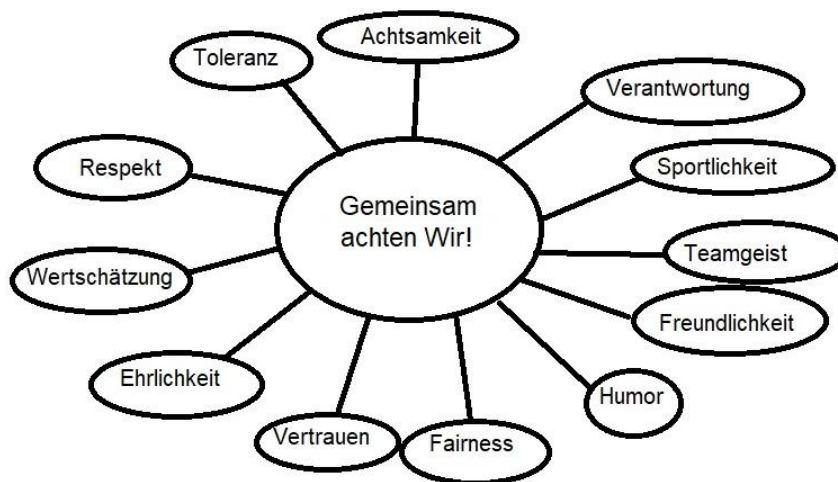 Achtsamkeit
Toleranz
Verantwortung
Respekt
Sportlichkeit
Gemeinsam
achten Wir!
Teamgeist
Wertschätzung
Freundlichkeit
Ehrlichkeit
Humor
Vertrauen
Fairness